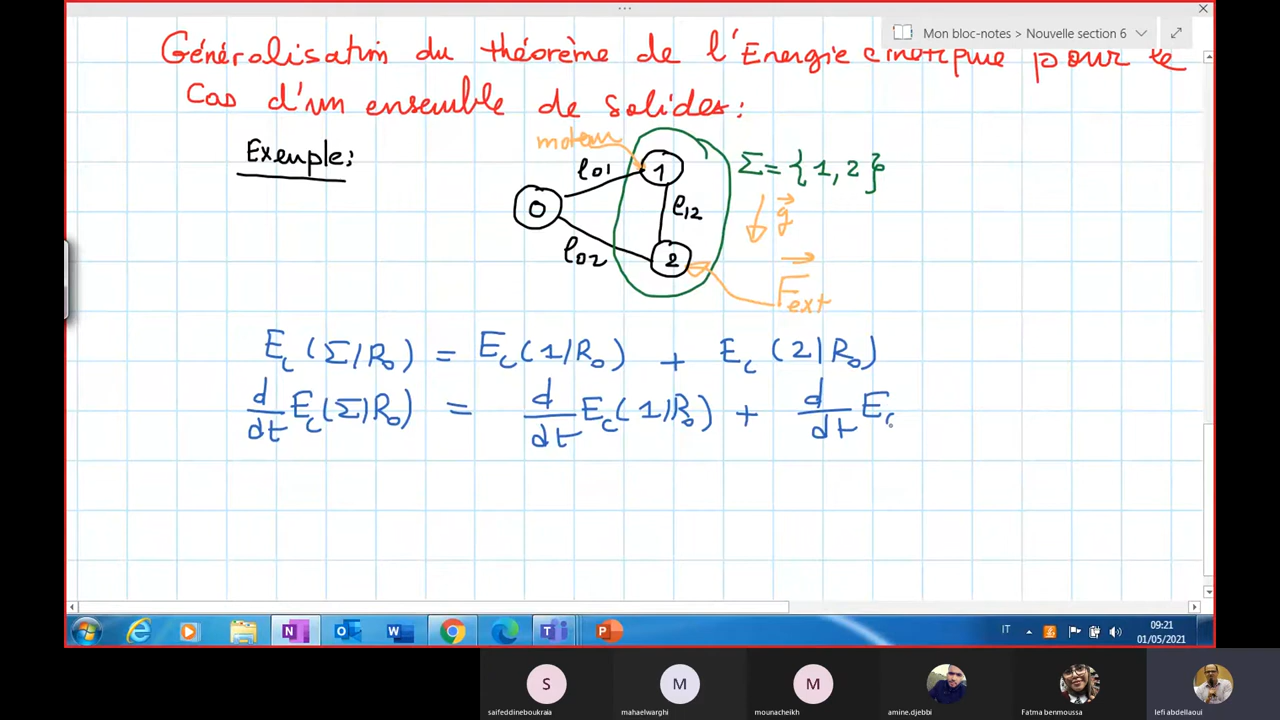 Mon bloc-notes > Nouvelle section 6
Généralisation du théorème de l'Energie cinetique pour le
Cas d'un ensemble de solides:
Exemple:
moteur
1
l01
Σ = {1, 2}
0
l12
g
l02
2
Fext
Ec (Σ/R0) = Ec (1/R0) + Ec (2/R0)
d/dt Ec (Σ/R0) = d/dt Ec (1/R0) + d/dt Ec
IT
09:21
01/05/2021
S
M
M
saifeddineboukraia
mahaelwarghi
mounacheikh
amine.djebbi
Fatma benmoussa
lefi abdellaoui